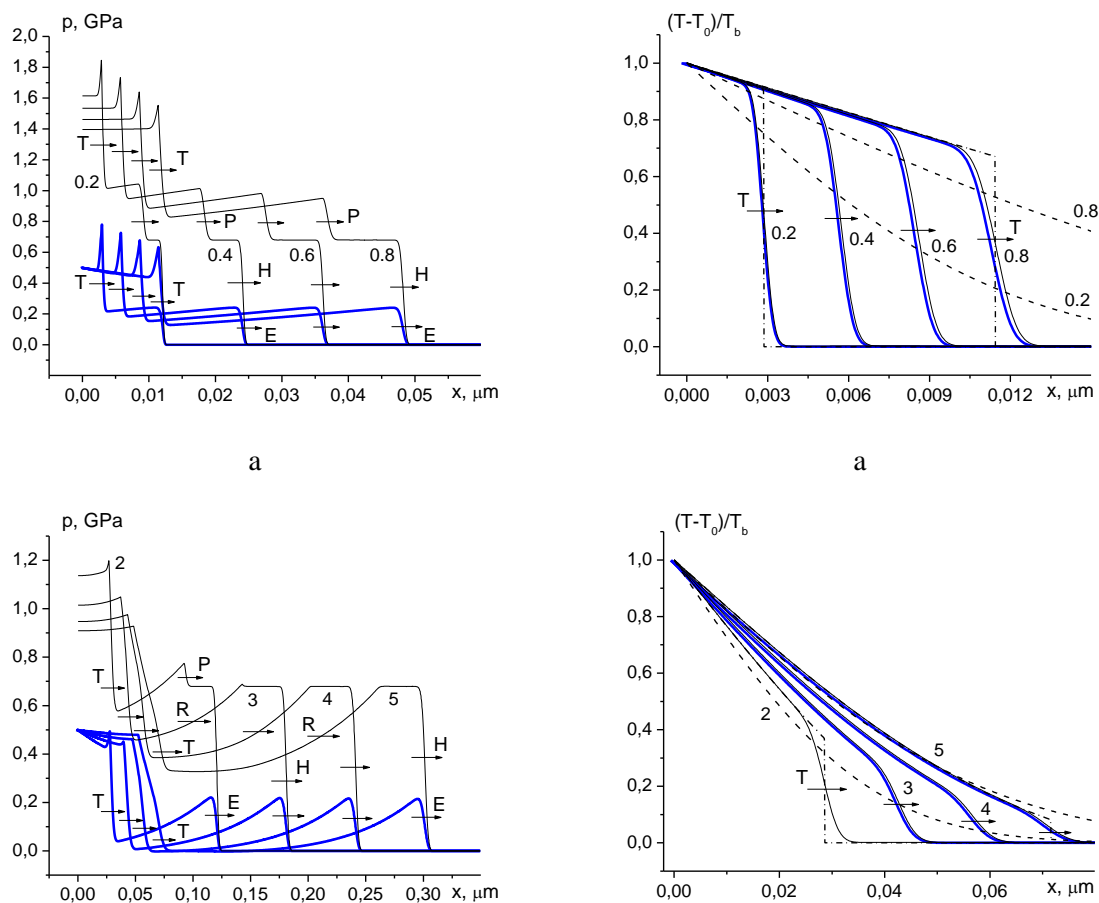 p, GPa
2,0
1,8
1,6
1,4
1,2
1,0
0,8
0,6
0,4
0,2
0,0
T
T
0.2
P
P
0.4
0.6
0.8
H
H
T
T
E
E
0,00 0,01 0,02 0,03 0,04 0,05 x, μm
a
(T-T0)/Tb
1,0
0,8
0,6
0,4
0,2
0,0
T
0.2
0.4
0.6
T
0.8
0.8
0.2
0,000 0,003 0,006 0,009 0,012 x, μm
a
p, GPa
1,2
1,0
0,8
0,6
0,4
0,2
0,0
2
T
P
R
3
4
5
R
T
H
H
T
T
E
E
0,00 0,05 0,10 0,15 0,20 0,25 0,30 x, μm
(T-T0)/Tb
1,0
0,8
0,6
0,4
0,2
0,0
2
T
3
4
5
0,00 0,02 0,04 0,06 x, μm